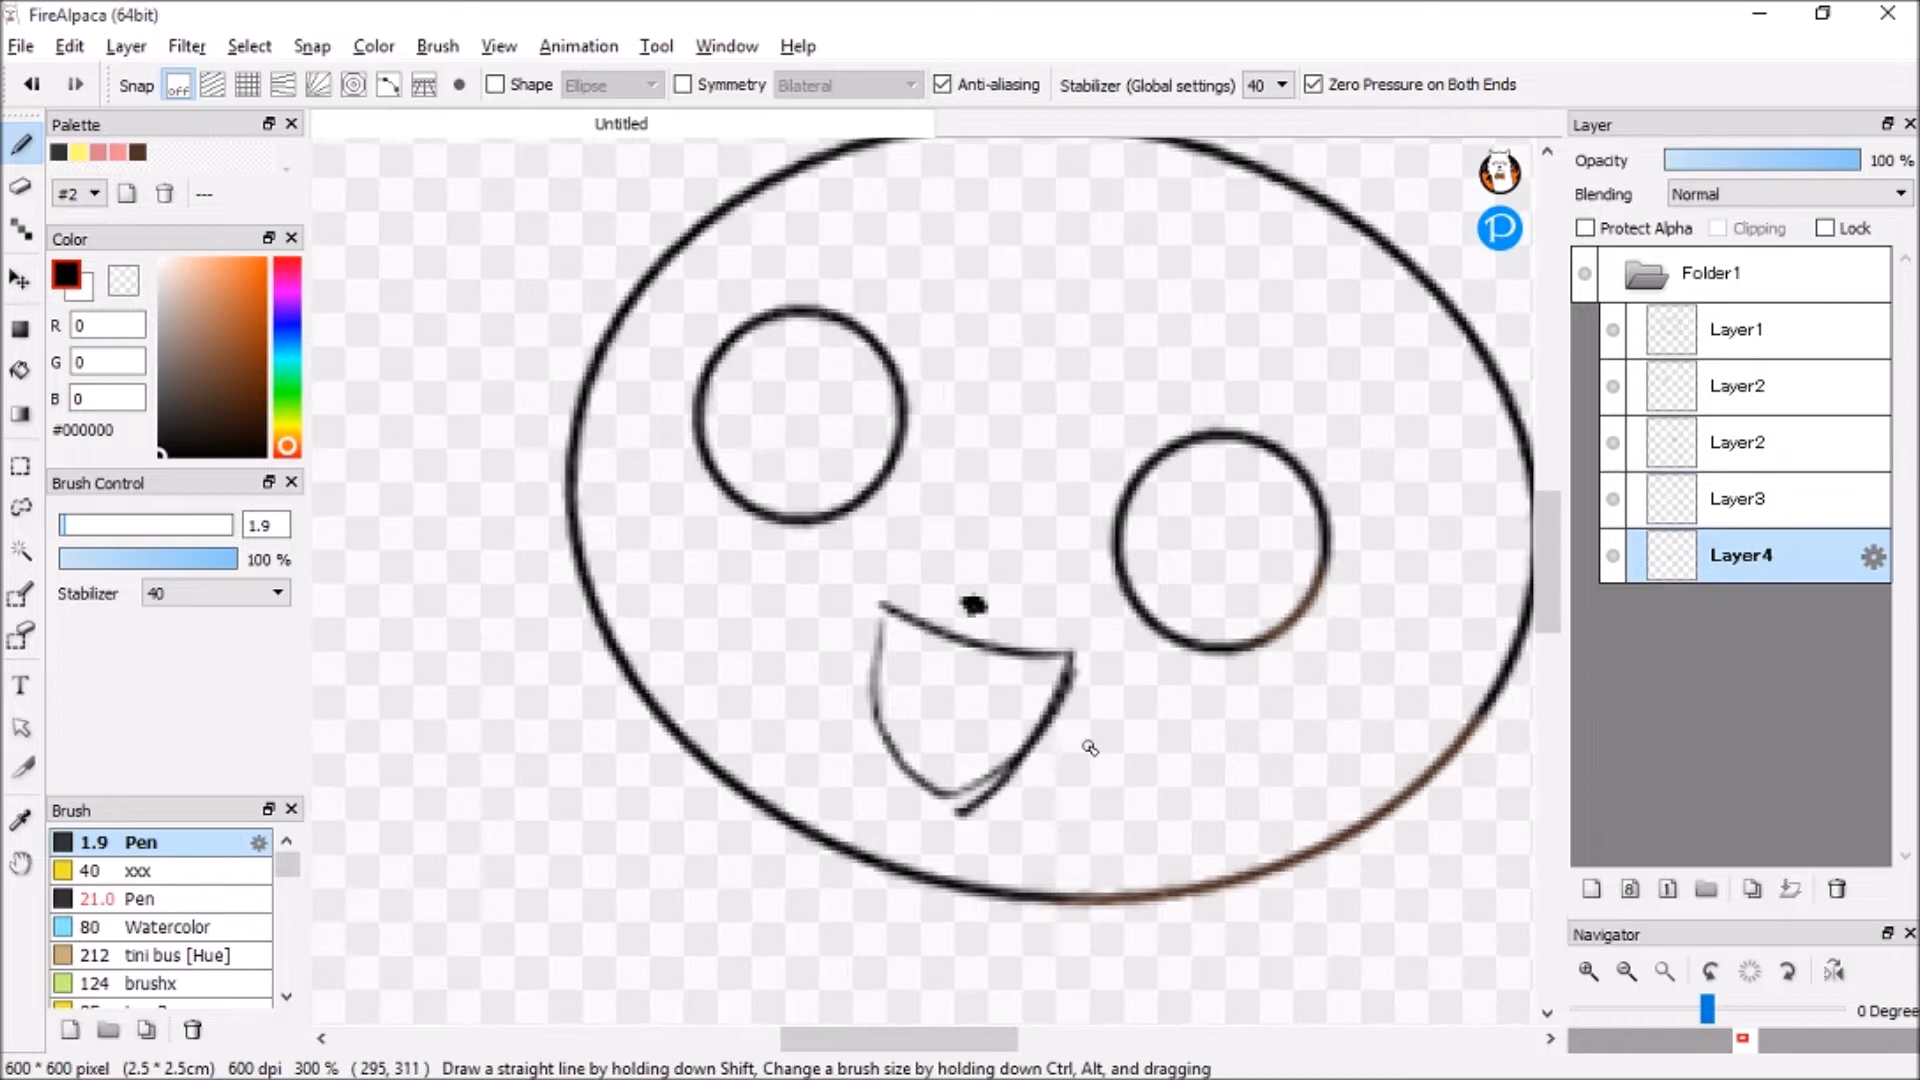 FireAlpaca (64bit)
File Edit Layer Filter Select Snap Color Brush View Animation Tool Window Help
Snap off Shape Ellipse Symmetry Bilateral Anti-aliasing Stabilizer (Global settings) 40 Zero Pressure on Both Ends
Palette
#2 ---
Color
R 0
G 0
B 0
#000000
Brush Control
1.9
100 %
Stabilizer 40
Brush
1.9 Pen
40 xxx
21.0 Pen
80 Watercolor
212 tini bus [Hue]
124 brushx
Untitled
P
T
Layer
Opacity 100 %
Blending Normal
Protect Alpha Clipping Lock
Folder1
Layer1
Layer2
Layer2
Layer3
Layer4
8 1
Navigator
0 Degree
600 * 600 pixel (2.5 * 2.5cm) 600 dpi 300 % ( 295, 311 ) Draw a straight line by holding down Shift, Change a brush size by holding down Ctrl, Alt, and dragging